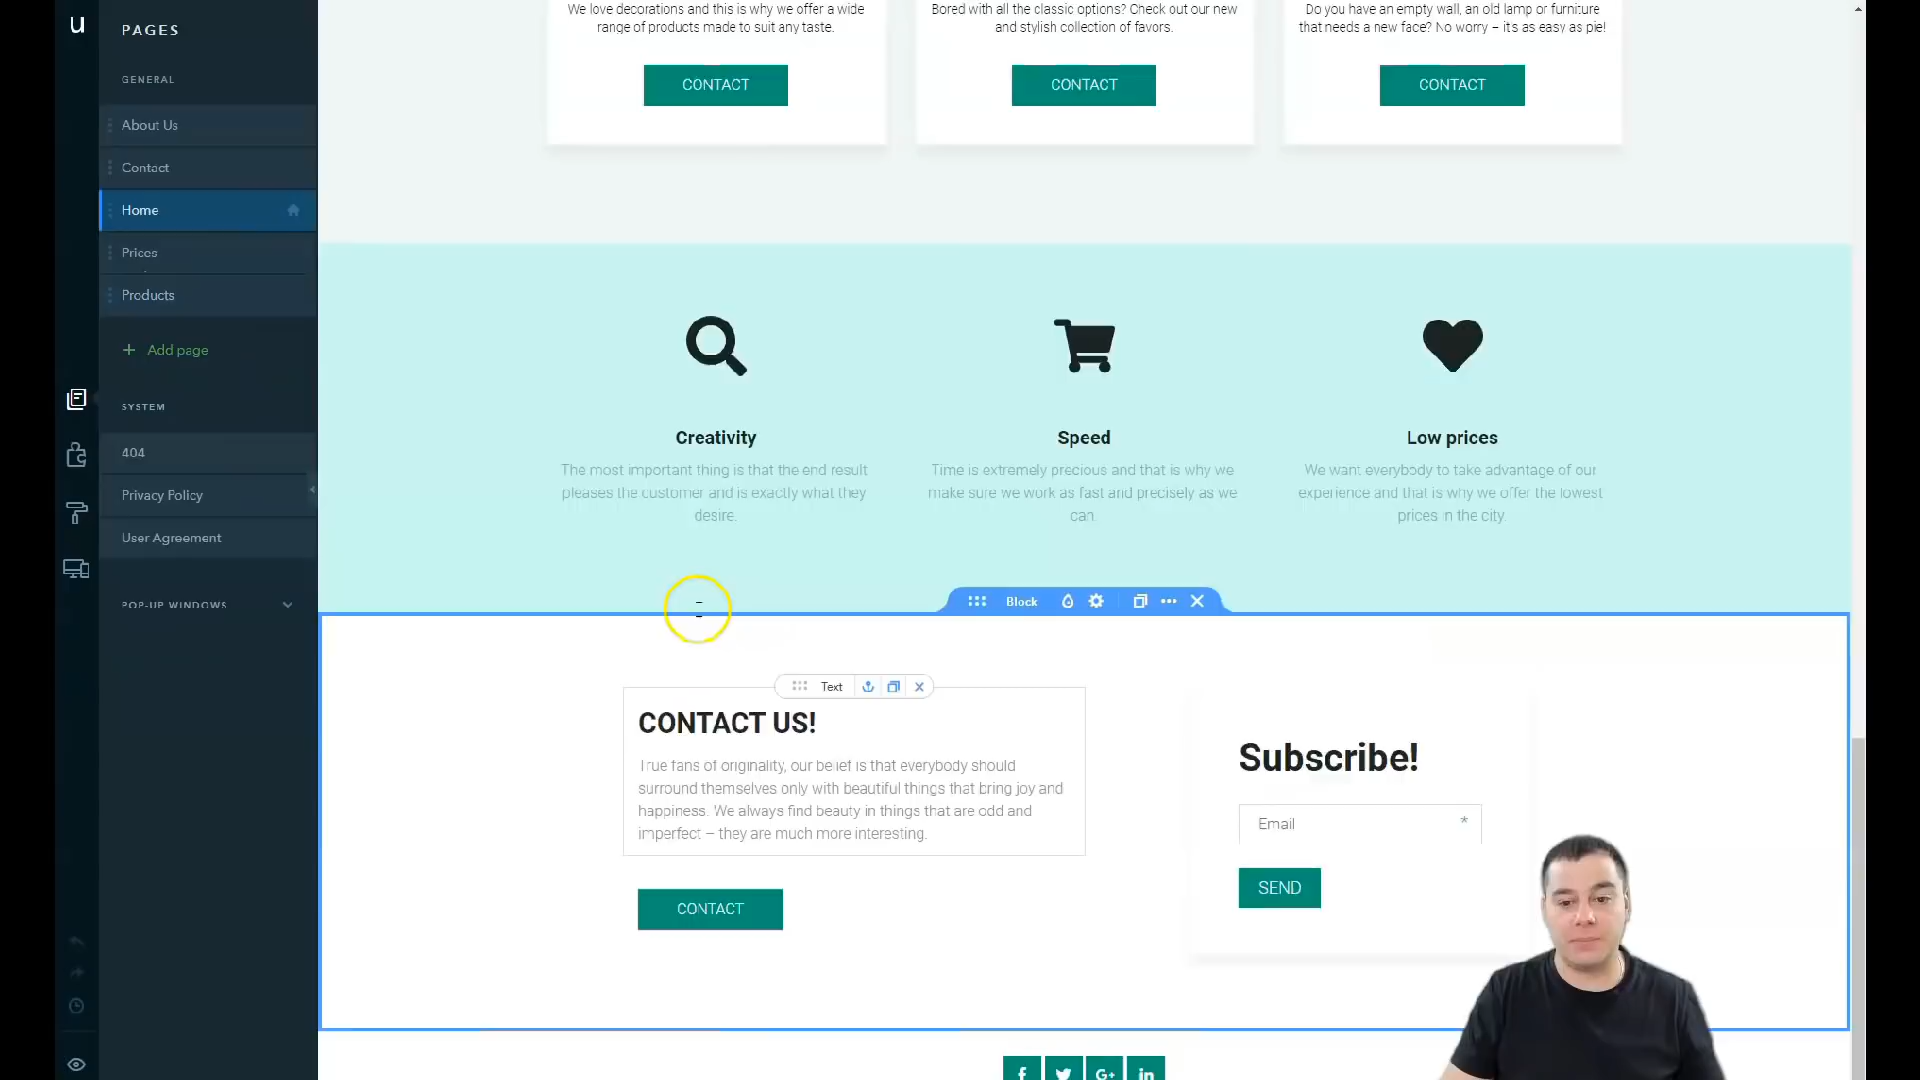 u
PAGES
GENERAL
About Us
Contact
Home
Prices
Products
+ Add page
SYSTEM
404
Privacy Policy
User Agreement
POP-UP WINDOWS
We love decorations and this is why we offer a wide
range of products made to suit any taste.
CONTACT
Bored with all the classic options? Check out our new
and stylish collection of favors.
CONTACT
Do you have an empty wall, an old lamp or furniture
that needs a new face? No worry – it's as easy as pie!
CONTACT
Creativity
The most important thing is that the end result
pleases the customer and is exactly what they
desire.
Speed
Time is extremely precious and that is why we
make sure we work as fast and precisely as we
can.
Low prices
We want everybody to take advantage of our
experience and that is why we offer the lowest
prices in the city.
Block
Text
CONTACT US!
True fans of originality, our belief is that everybody should
surround themselves only with beautiful things that bring joy and
happiness. We always find beauty in things that are odd and
imperfect – they are much more interesting.
CONTACT
Subscribe!
Email *
SEND
f
G+
in